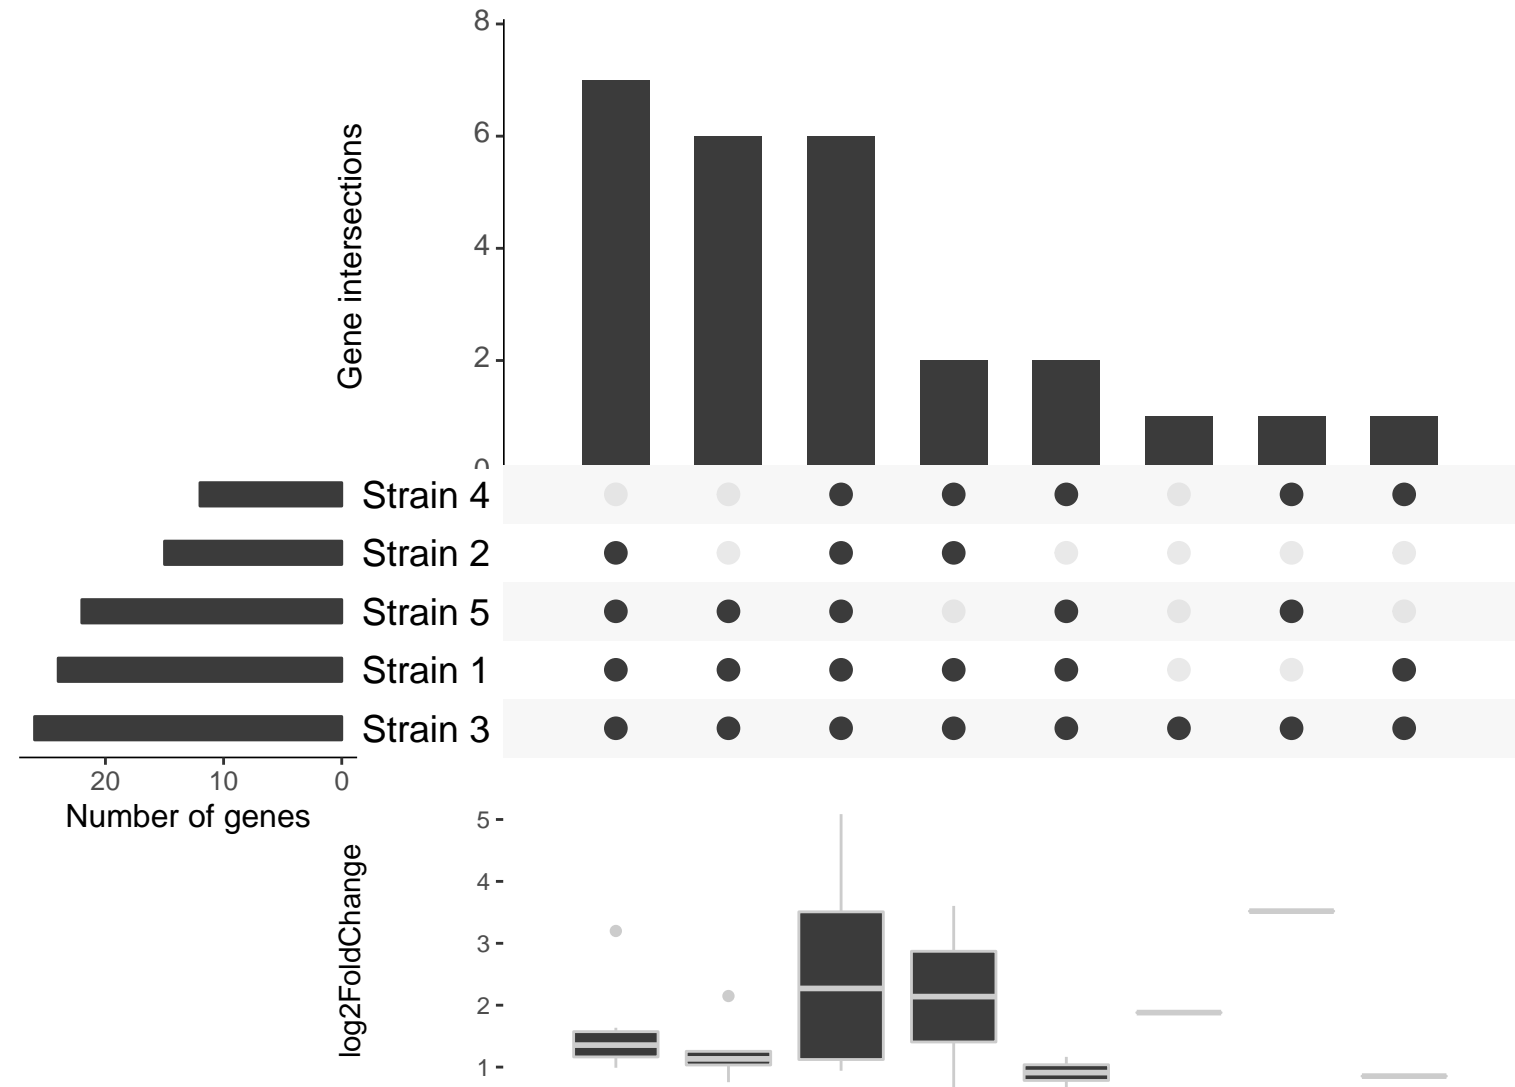 8
6
4
2
0
Gene intersections
Strain 4
Strain 2
Strain 5
Strain 1
Strain 3
20 10 0
Number of genes
5
4
3
2
1
log2FoldChange